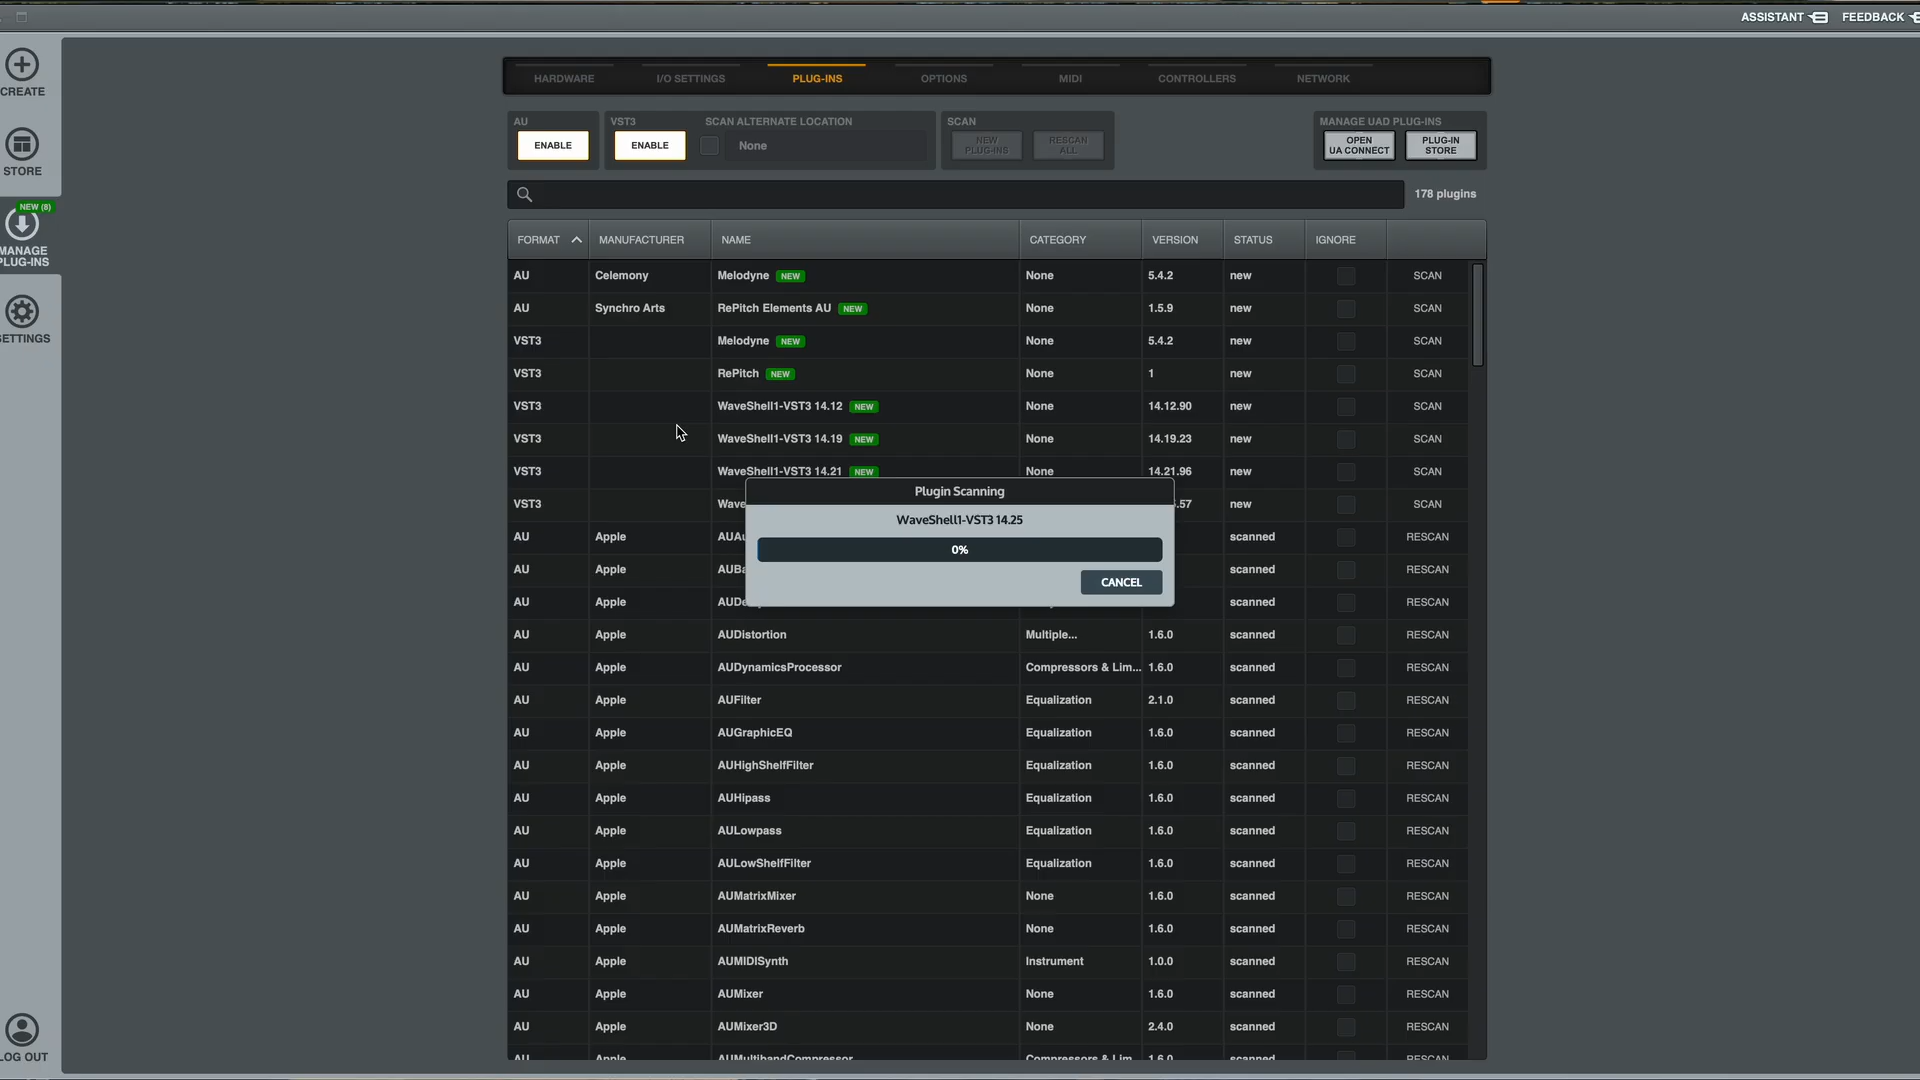 ASSISTANT FEEDBACK
CREATE
STORE
NEW (8)
MANAGE
PLUG-INS
SETTINGS
LOG OUT
HARDWARE I/O SETTINGS PLUG-INS OPTIONS MIDI CONTROLLERS NETWORK
AU VST3 SCAN ALTERNATE LOCATION SCAN MANAGE UAD PLUG-INS
ENABLE ENABLE None NEW PLUG-INS RESCAN ALL OPEN UA CONNECT PLUG-IN STORE
178 plugins
FORMAT MANUFACTURER NAME CATEGORY VERSION STATUS IGNORE
AU Celemony Melodyne NEW None 5.4.2 new SCAN
AU Synchro Arts RePitch Elements AU NEW None 1.5.9 new SCAN
VST3 Melodyne NEW None 5.4.2 new SCAN
VST3 RePitch NEW None 1 new SCAN
VST3 WaveShell1-VST3 14.12 NEW None 14.12.90 new SCAN
VST3 WaveShell1-VST3 14.19 NEW None 14.19.23 new SCAN
VST3 WaveShell1-VST3 14.21 NEW None 14.21.96 new SCAN
VST3 Wave .57 new SCAN
Plugin Scanning
WaveShell1-VST3 14.25
0%
CANCEL
AU Apple scanned RESCAN
AU Apple scanned RESCAN
AU Apple scanned RESCAN
AU Apple AUDistortion Multiple... 1.6.0 scanned RESCAN
AU Apple AUDynamicsProcessor Compressors & Lim... 1.6.0 scanned RESCAN
AU Apple AUFilter Equalization 2.1.0 scanned RESCAN
AU Apple AUGraphicEQ Equalization 1.6.0 scanned RESCAN
AU Apple AUHighShelfFilter Equalization 1.6.0 scanned RESCAN
AU Apple AUHipass Equalization 1.6.0 scanned RESCAN
AU Apple AULowpass Equalization 1.6.0 scanned RESCAN
AU Apple AULowShelfFilter Equalization 1.6.0 scanned RESCAN
AU Apple AUMatrixMixer None 1.6.0 scanned RESCAN
AU Apple AUMatrixReverb None 1.6.0 scanned RESCAN
AU Apple AUMIDISynth Instrument 1.0.0 scanned RESCAN
AU Apple AUMixer None 1.6.0 scanned RESCAN
AU Apple AUMixer3D None 2.4.0 scanned RESCAN
AU Apple AUMultibandCompressor Compressors & Lim... 1.6.0 scanned RESCAN